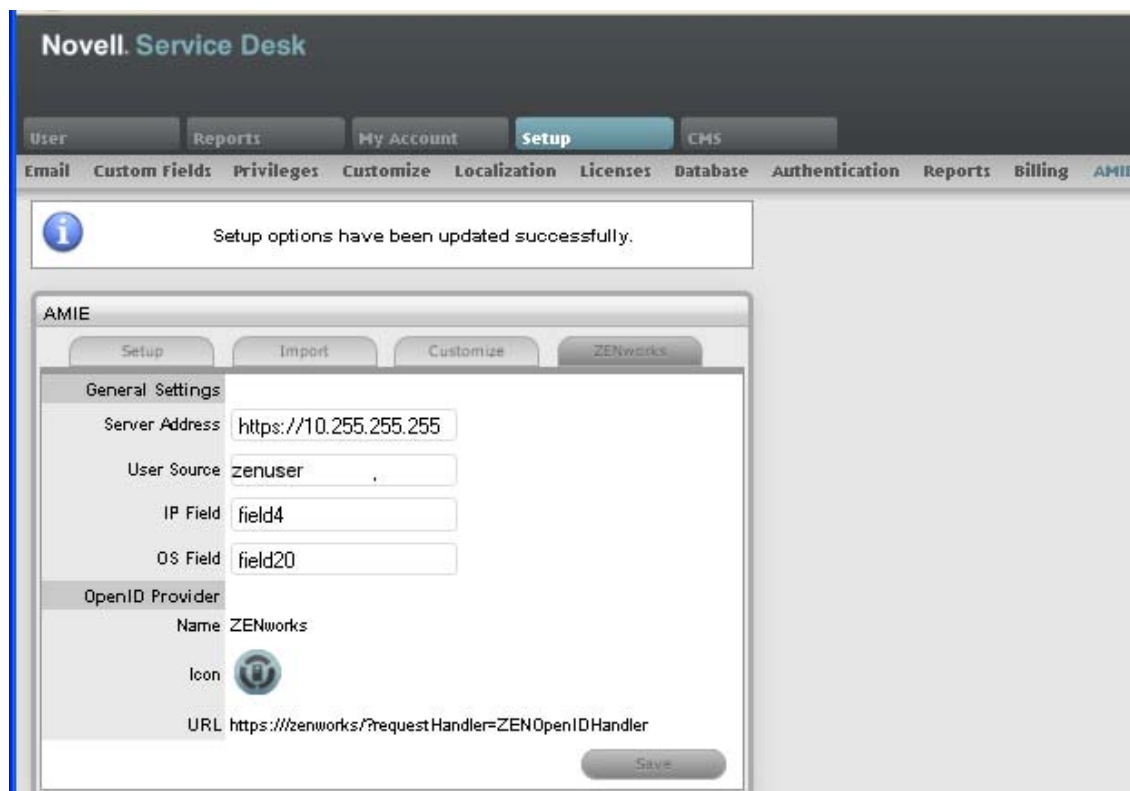 Novell. Service Desk
User Reports My Account Setup CMS
Email Custom Fields Privileges Customize Localization Licenses Database Authentication Reports Billing
Setup options have been updated successfully.
AMIE
Setup Import Customize ZENworks
General Settings
Server Address https://10.255.255.255
User Source zenuser ,
IP Field field4
OS Field field20
OpenID Provider
Name ZENworks
Icon
URL https:///zenworks/?requestHandler=ZENOpenIDHandler
Save